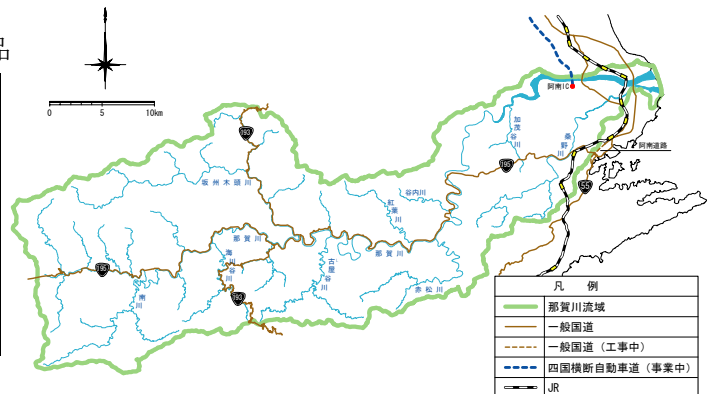 0
5
10km
193
阿南IC
加茂谷川
桑野川
阿南道路
195
55
坂州木頭川
谷内川
紅葉川
那賀川
那賀川
海川谷川
古屋谷川
195
南川
193
赤松川
凡 例
那賀川流域
一般国道
一般国道（工事中）
四国横断自動車道（事業中）
JR